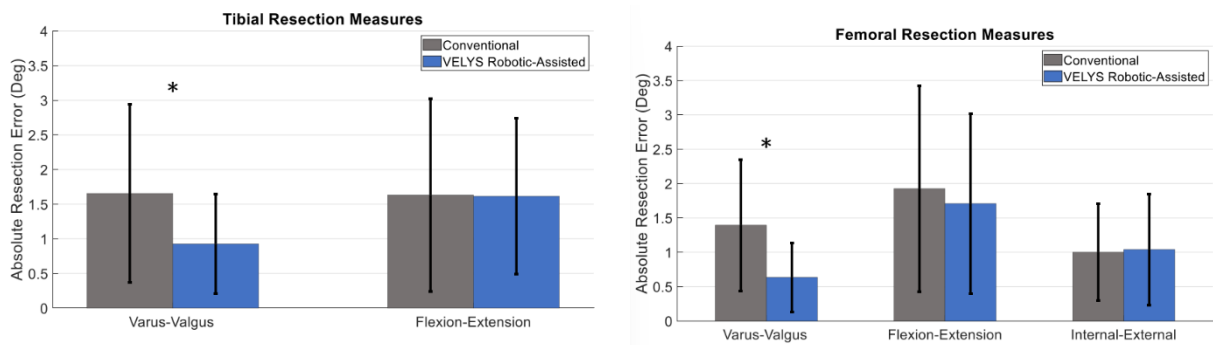 Tibial Resection Measures
Conventional
VELYS Robotic-Assisted
*
Absolute Resection Error (Deg)
4
3.5
3
2.5
2
1.5
1
0.5
0
Varus-Valgus
Flexion-Extension
Femoral Resection Measures
Conventional
VELYS Robotic-Assisted
*
Absolute Resection Error (Deg)
4
3.5
3
2.5
2
1.5
1
0.5
0
Varus-Valgus
Flexion-Extension
Internal-External